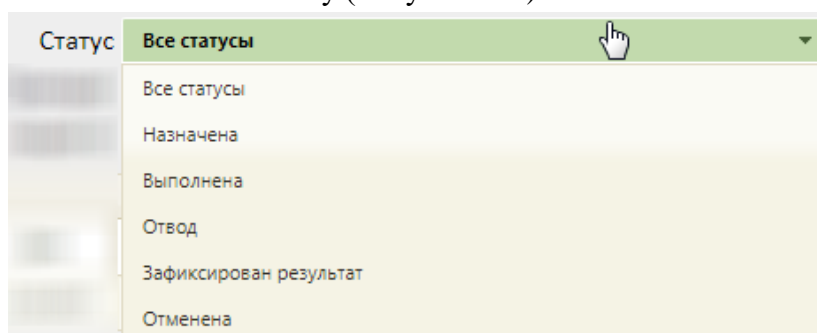 Статус Все статусы
Все статусы
Назначена
Выполнена
Отвод
Зафиксирован результат
Отменена